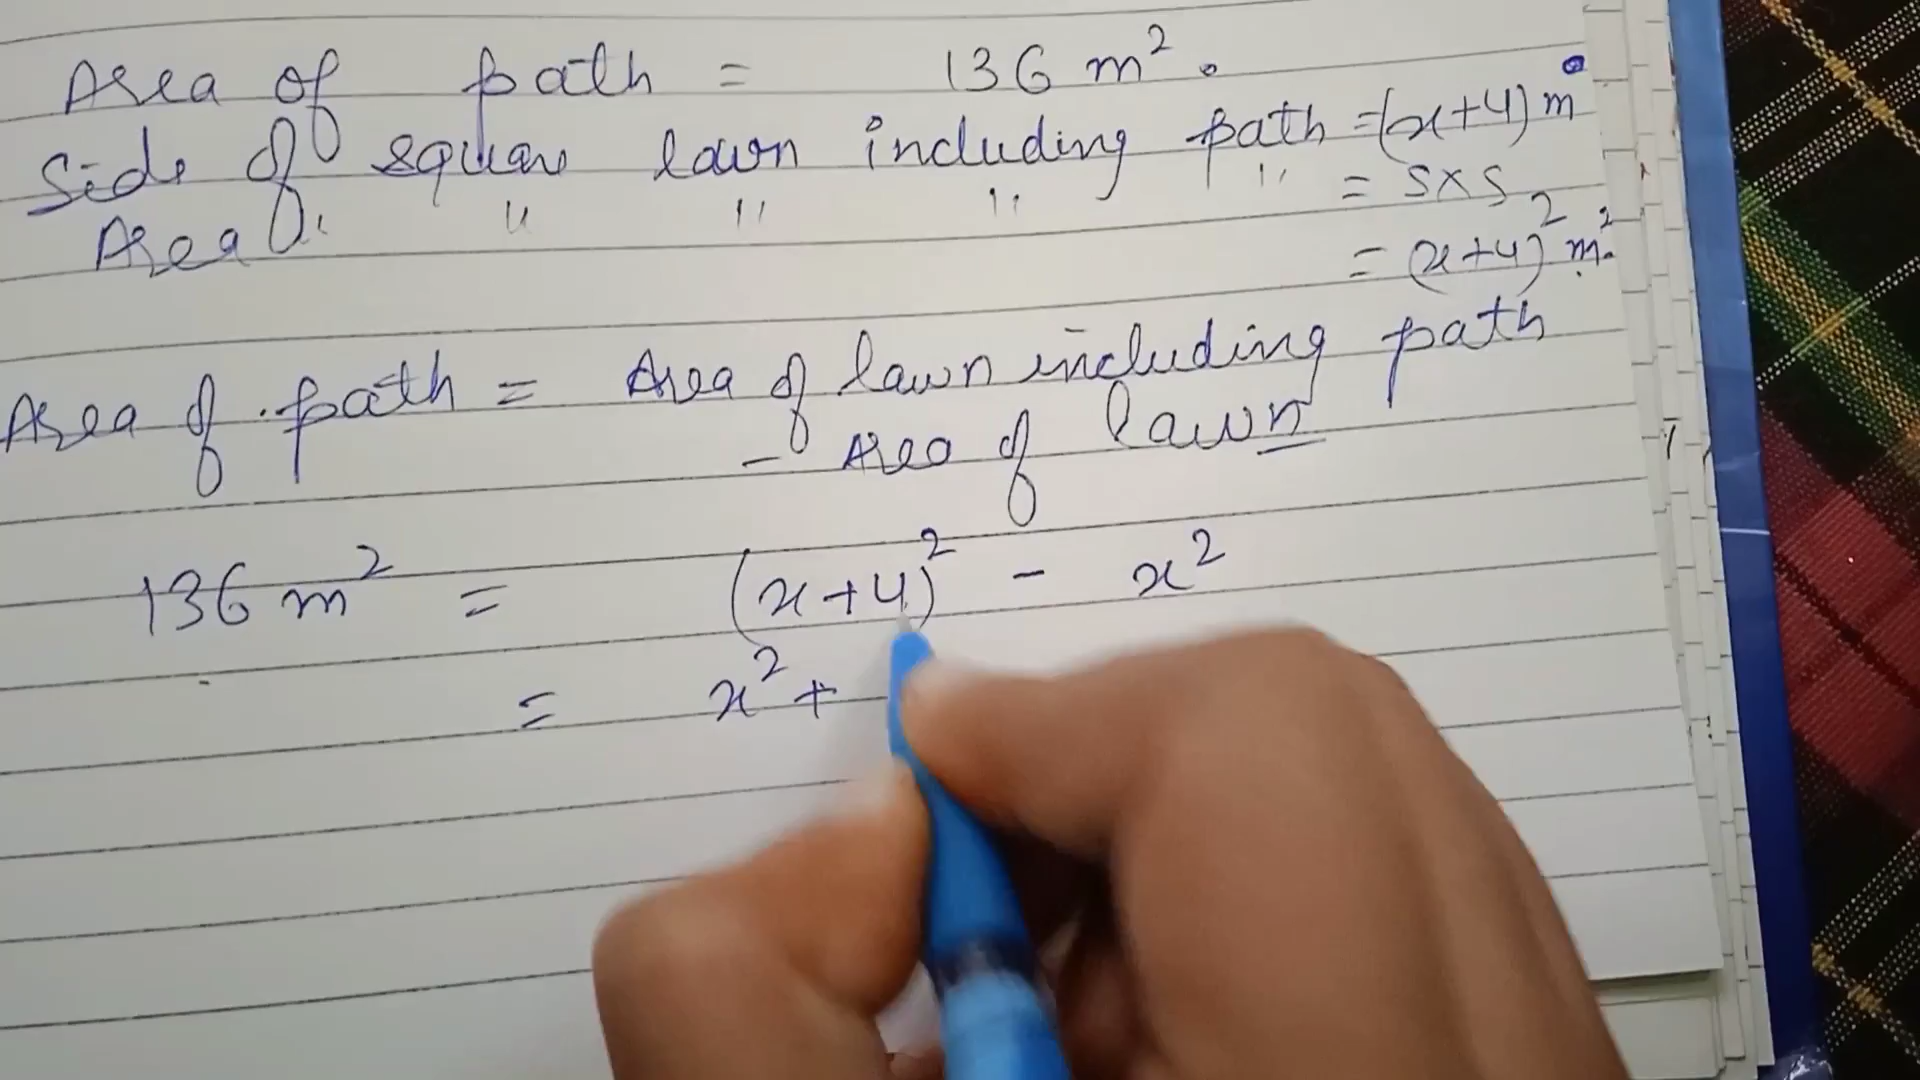 Area of path = 136 m².
Side of square lawn including path = (x+4) m
Area " " " " " = S×S
= (x+4)² m².
Area of path = Area of lawn including path
- Area of lawn
136 m² = (x+4)² - x²
= x² +